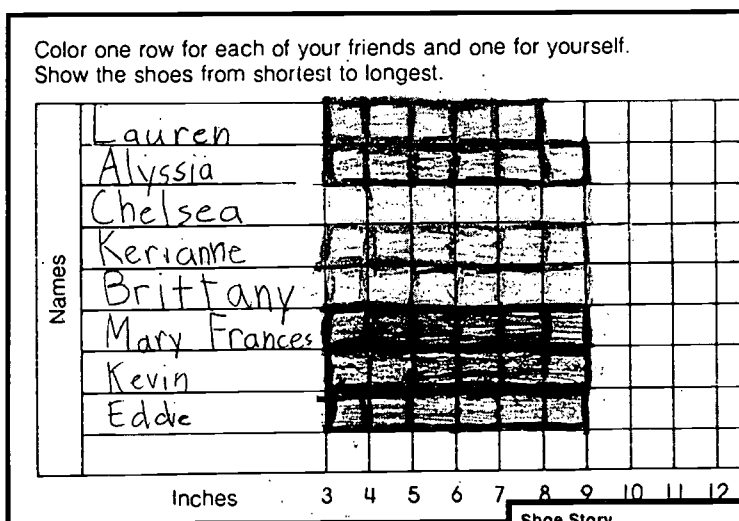 Color one row for each of your friends and one for yourself.
Show the shoes from shortest to longest.
Lauren
Alyssia
Chelsea
Kerianne
Brittany
Mary Frances
Kevin
Eddie
Names
Inches 3 4 5 6 7 8 9 10 11 12
Shoe Story